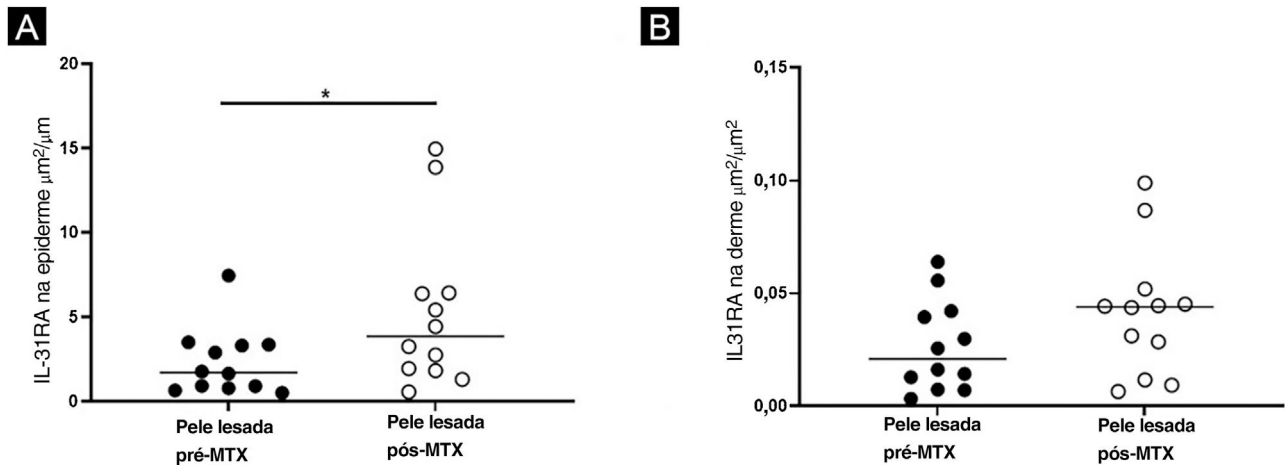 A
IL-31RA na epiderme µm²/µm
20
15
10
5
0
*
Pele lesada
pré-MTX
Pele lesada
pós-MTX
B
IL31RA na derme µm²/µm²
0,15
0,10
0,05
0,00
Pele lesada
pré-MTX
Pele lesada
pós-MTX